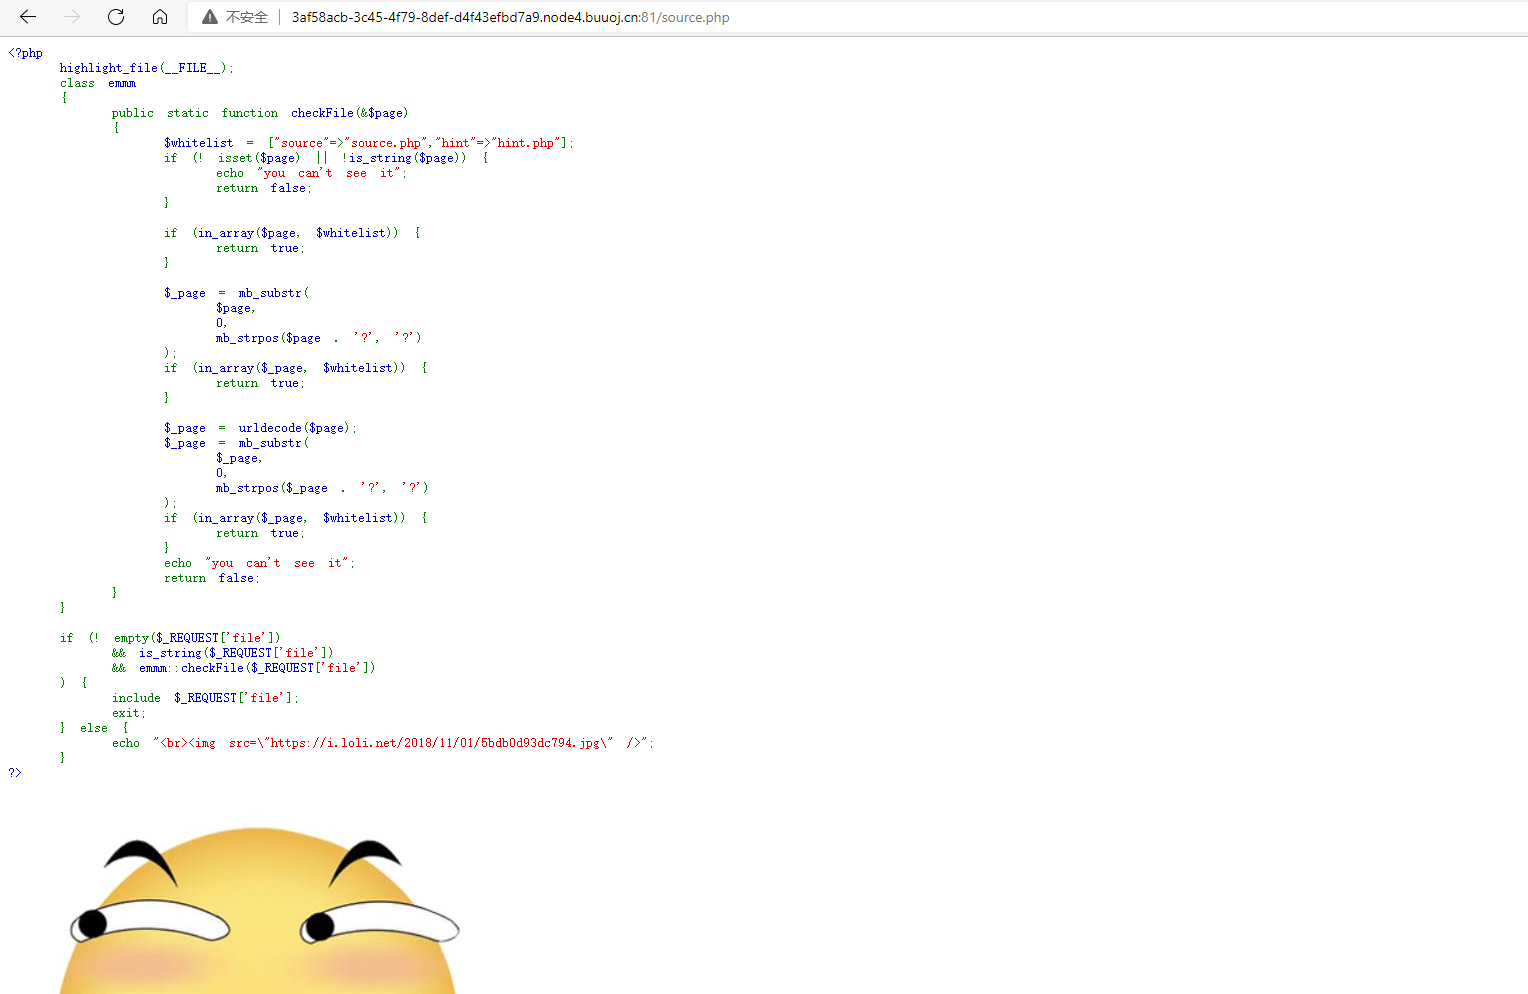 不安全 | 3af58acb-3c45-4f79-8def-d4f43efbd7a9.node4.buuoj.cn:81/source.php
<?php
highlight_file(__FILE__);
class emmm
{
public static function checkFile(&$page)
{
$whitelist = ["source"=>"source.php","hint"=>"hint.php"];
if (! isset($page) || !is_string($page)) {
echo "you can't see it";
return false;
}
if (in_array($page, $whitelist)) {
return true;
}
$_page = mb_substr(
$page,
0,
mb_strpos($page . '?', '?')
);
if (in_array($_page, $whitelist)) {
return true;
}
$_page = urldecode($page);
$_page = mb_substr(
$_page,
0,
mb_strpos($_page . '?', '?')
);
if (in_array($_page, $whitelist)) {
return true;
}
echo "you can't see it";
return false;
}
}
if (! empty($_REQUEST['file'])
&& is_string($_REQUEST['file'])
&& emmm::checkFile($_REQUEST['file'])
) {
include $_REQUEST['file'];
exit;
} else {
echo "<br><img src=\"https://i.loli.net/2018/11/01/5bdb0d93dc794.jpg\" />";
}
?>